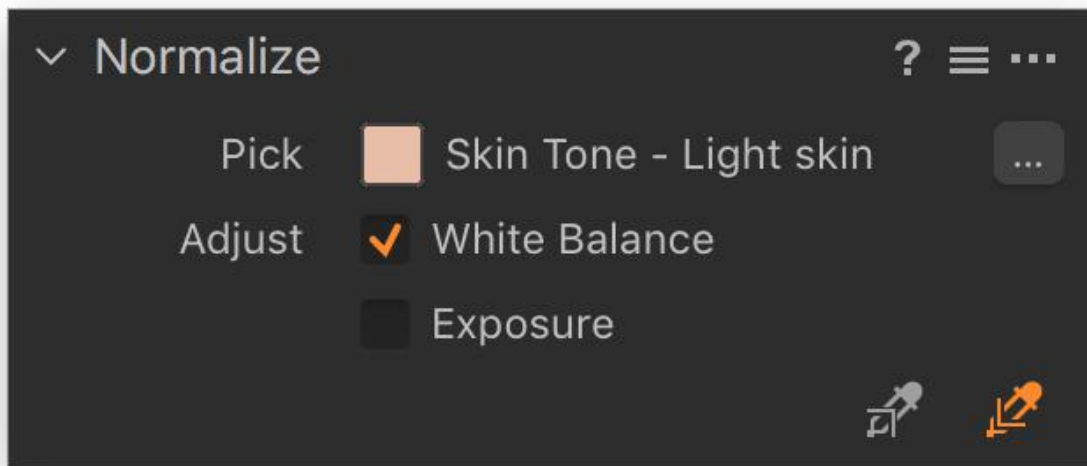 Normalize ? ...
Pick Skin Tone - Light skin ...
Adjust White Balance
Exposure